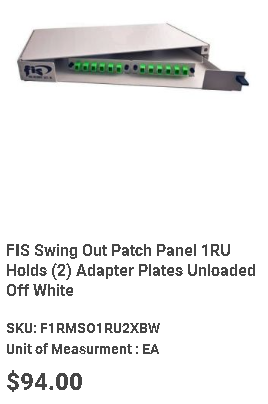 FIS
FIS Swing Out Patch Panel 1RU
Holds (2) Adapter Plates Unloaded
Off White
SKU: F1RMSO1RU2XBW
Unit of Measurment : EA
$94.00